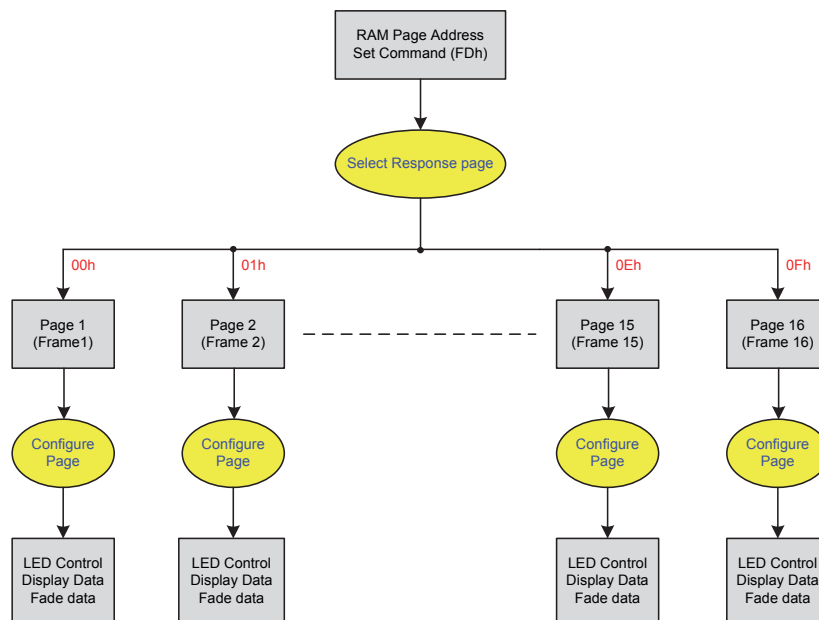 RAM Page Address
Set Command (FDh)
Select Response page
00h
01h
0Eh
0Fh
Page 1
(Frame1)
Page 2
(Frame 2)
Page 15
(Frame 15)
Page 16
(Frame 16)
Configure
Page
Configure
Page
Configure
Page
Configure
Page
LED Control
Display Data
Fade data
LED Control
Display Data
Fade data
LED Control
Display Data
Fade data
LED Control
Display Data
Fade data